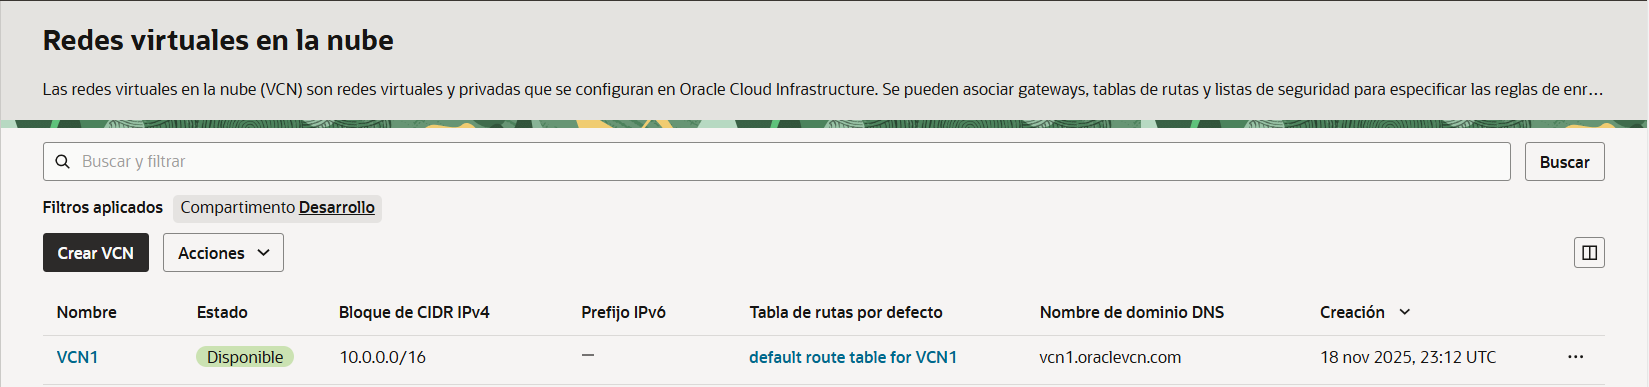 Redes virtuales en la nube
Las redes virtuales en la nube (VCN) son redes virtuales y privadas que se configuran en Oracle Cloud Infrastructure. Se pueden asociar gateways, tablas de rutas y listas de seguridad para especificar las reglas de enr...
Buscar y filtrar
Buscar
Filtros aplicados Compartimento Desarrollo
Crear VCN Acciones
Nombre Estado Bloque de CIDR IPv4 Prefijo IPv6 Tabla de rutas por defecto Nombre de dominio DNS Creación
VCN1 Disponible 10.0.0.0/16 — default route table for VCN1 vcn1.oraclevcn.com 18 nov 2025, 23:12 UTC